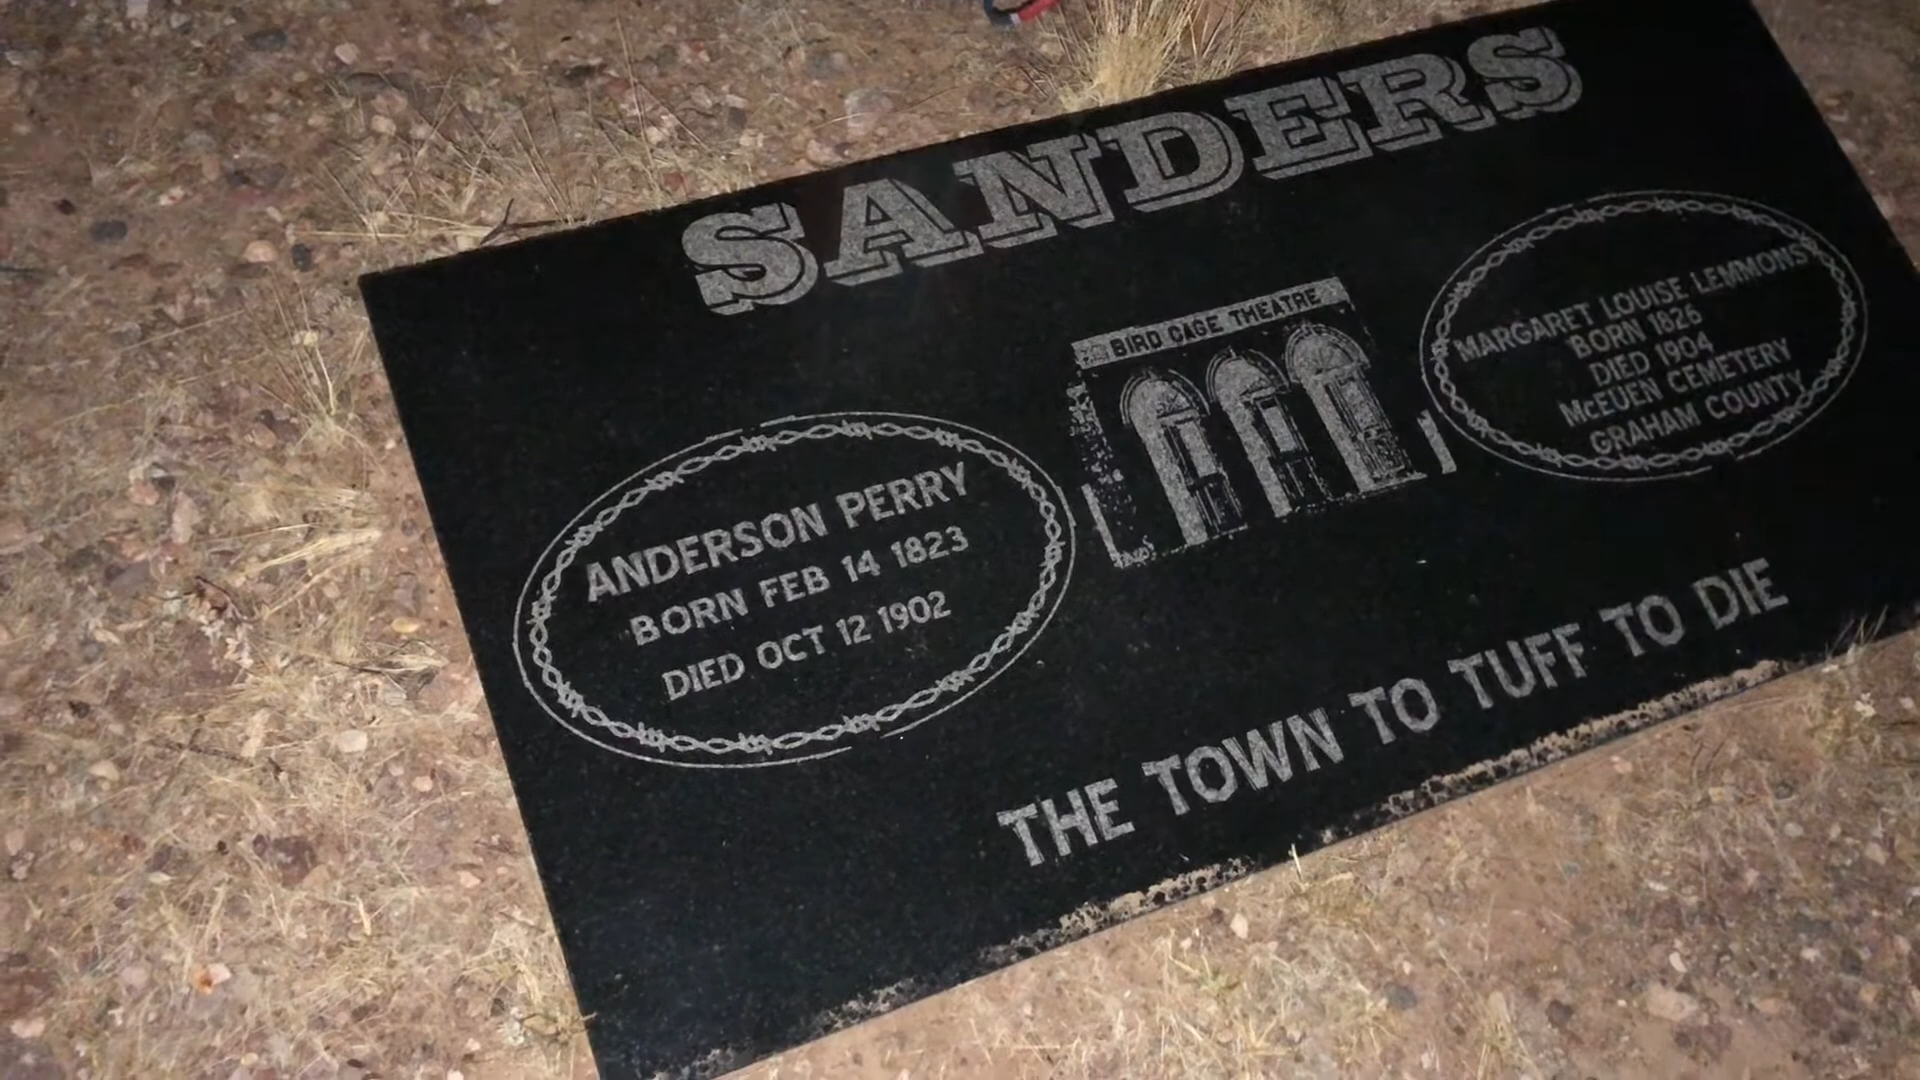 SANDERS
BIRD CAGE THEATRE
ANDERSON PERRY
BORN FEB 14 1823
DIED OCT 12 1902
MARGARET LOUISE LEMMONS
BORN 1826
DIED 1904
McEUEN CEMETERY
GRAHAM COUNTY
THE TOWN TO TUFF TO DIE